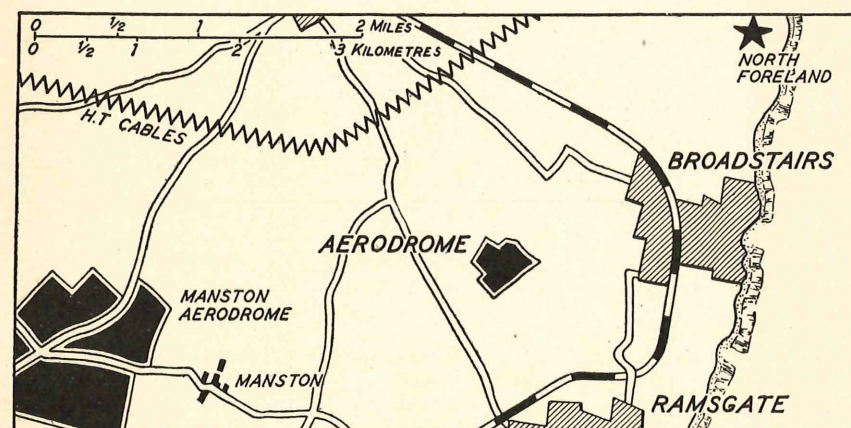 0 ½ 1 2 MILES
0 ½ 1 2 3 KILOMETRES
NORTH
FORELAND
H.T CABLES
BROADSTAIRS
AERODROME
MANSTON
AERODROME
MANSTON
RAMSGATE